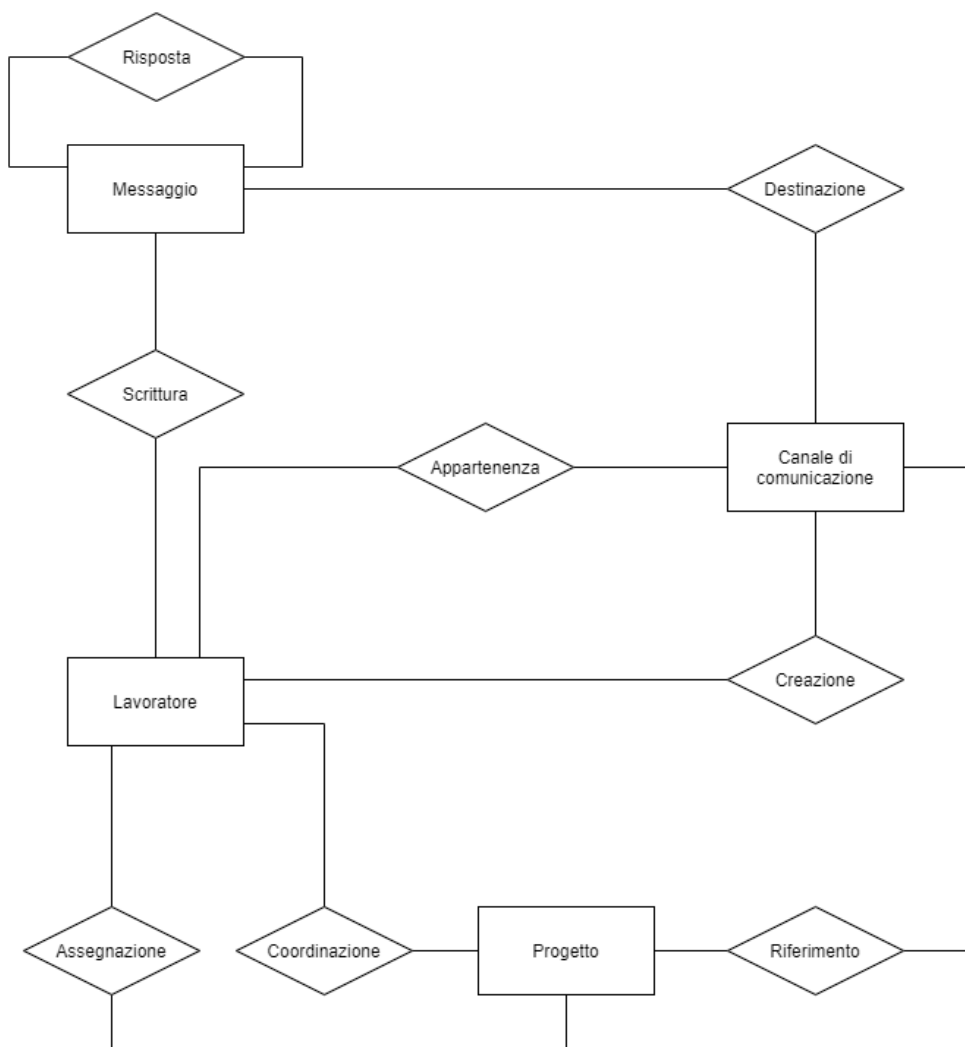 Risposta
Messaggio
Destinazione
Scrittura
Appartenenza
Canale di
comunicazione
Lavoratore
Creazione
Assegnazione
Coordinazione
Progetto
Riferimento